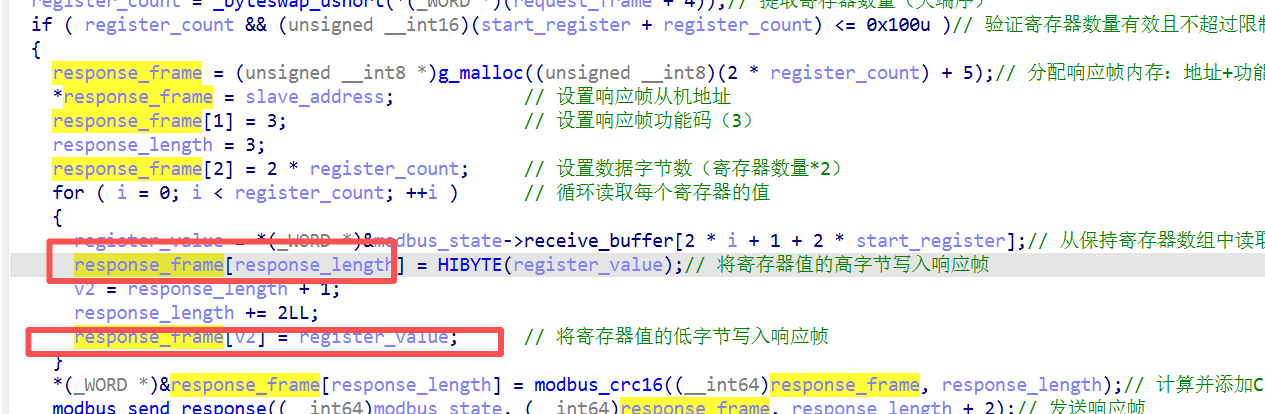 register_count = _byteswap_ushort(*(_WORD *)(request_frame + 4));// 提取寄存器数量（大端序）
if ( register_count && (unsigned __int16)(start_register + register_count) <= 0x100u )// 验证寄存器数量有效且不超过限制
{
response_frame = (unsigned __int8 *)g_malloc((unsigned __int8)(2 * register_count) + 5);// 分配响应帧内存：地址+功能
*response_frame = slave_address; // 设置响应帧从机地址
response_frame[1] = 3; // 设置响应帧功能码（3）
response_length = 3;
response_frame[2] = 2 * register_count; // 设置数据字节数（寄存器数量*2）
for ( i = 0; i < register_count; ++i ) // 循环读取每个寄存器的值
{
register_value = *(_WORD *)&modbus_state->receive_buffer[2 * i + 1 + 2 * start_register];// 从保持寄存器数组中读取
response_frame[response_length] = HIBYTE(register_value);// 将寄存器值的高字节写入响应帧
v2 = response_length + 1;
response_length += 2LL;
response_frame[v2] = register_value; // 将寄存器值的低字节写入响应帧
}
*(_WORD *)&response_frame[response_length] = modbus_crc16((__int64)response_frame, response_length);// 计算并添加C
modbus_send_response((__int64)modbus_state, (__int64)response_frame, response_length + 2);// 发送响应帧